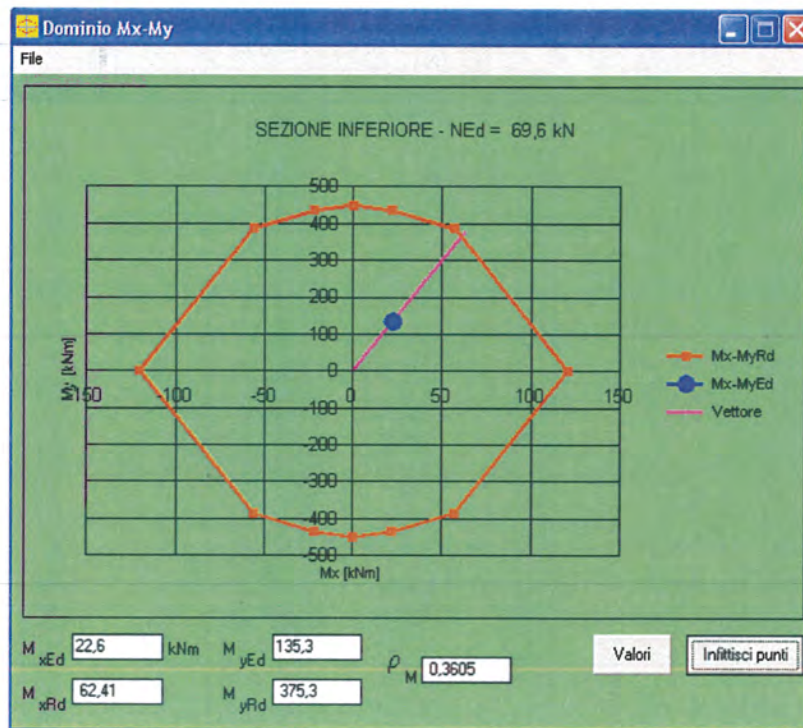 Dominio Mx-My
File
SEZIONE INFERIORE - NEd = 69,6 kN
500
400
300
200
100
0
-150 -100 -50 0 50 100 150
-100
-200
-300
-400
-500
My [kNm]
Mx [kNm]
Mx-MyRd
Mx-MyEd
Vettore
M xEd 22,6 kNm M yEd 135,3 ρ M 0,3605 Valori Infittisci punti
M xRd 62,41 M yRd 375,3